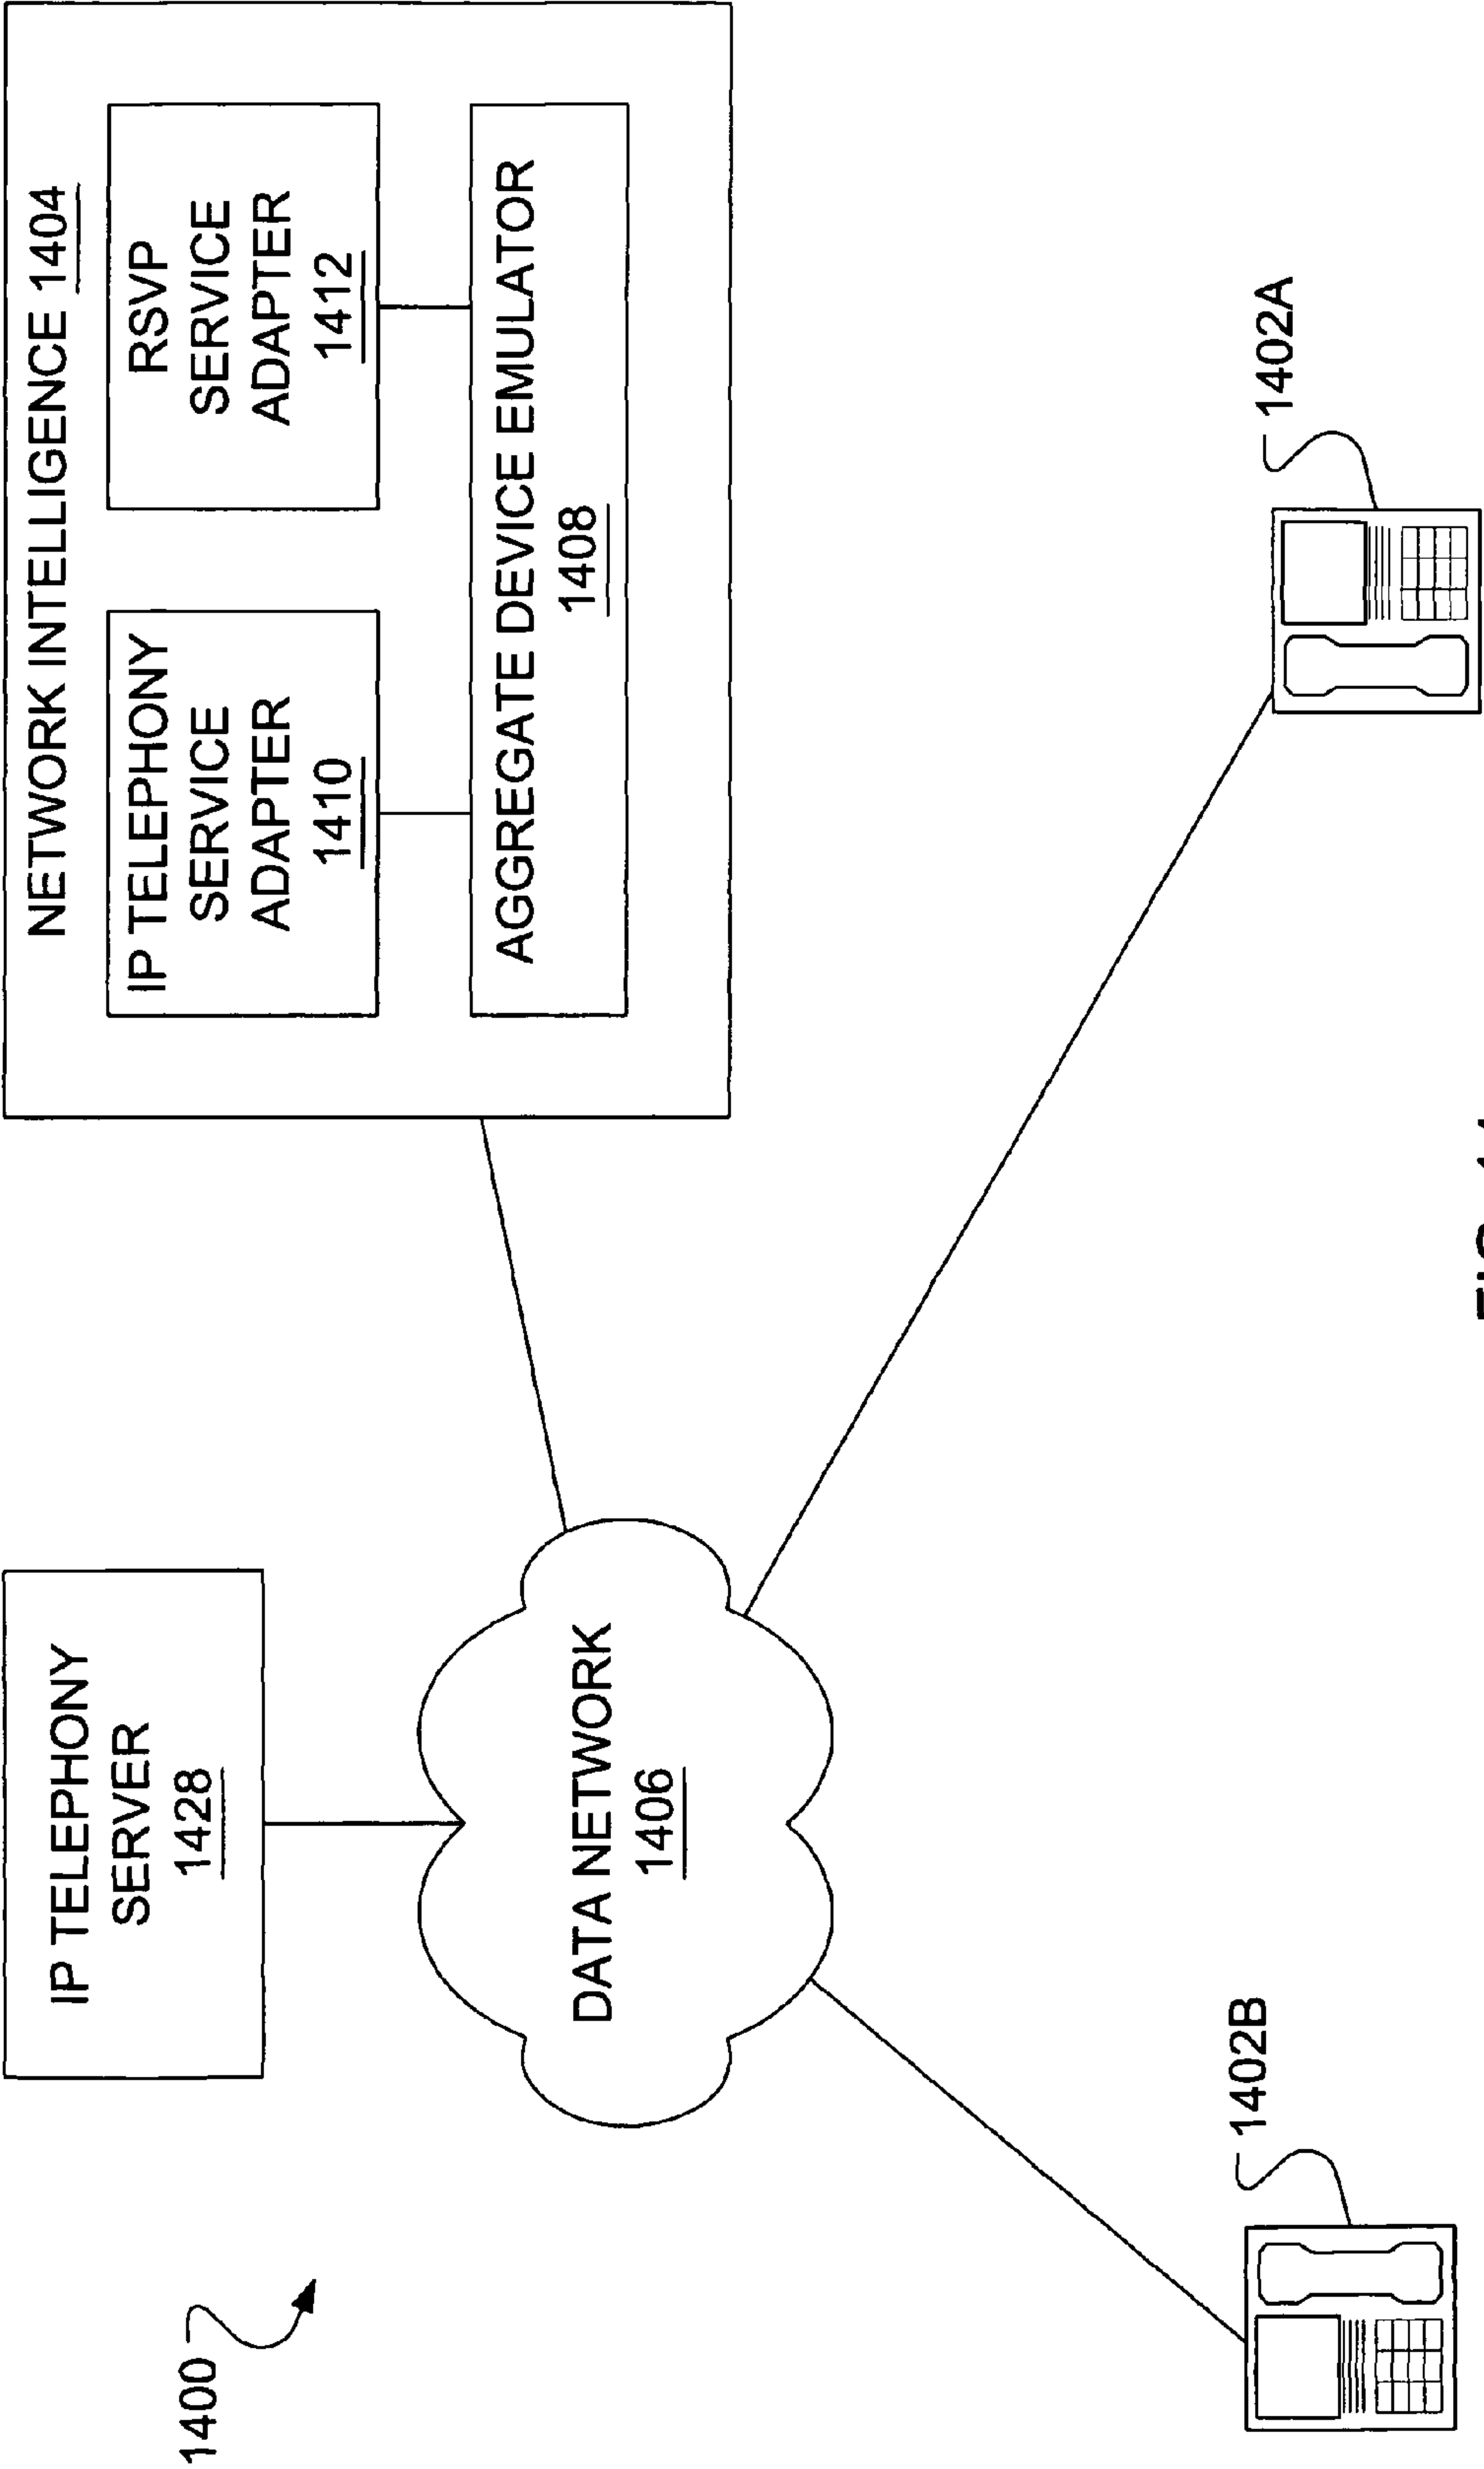 1400
IP TELEPHONY
SERVER
1428
NETWORK INTELLIGENCE 1404
IP TELEPHONY
SERVICE
ADAPTER
1410
RSVP
SERVICE
ADAPTER
1412
AGGREGATE DEVICE EMULATOR
1408
DATA NETWORK
1406
1402B
1402A